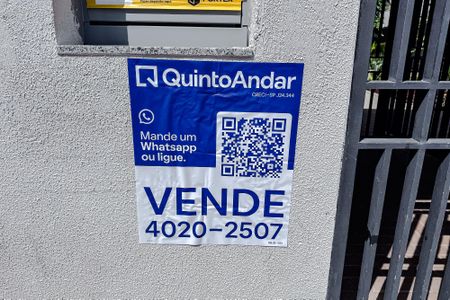 QuintoAndar
CRECI-SP J24.344
Mande um
Whatsapp
ou ligue.
VENDE
4020-2507